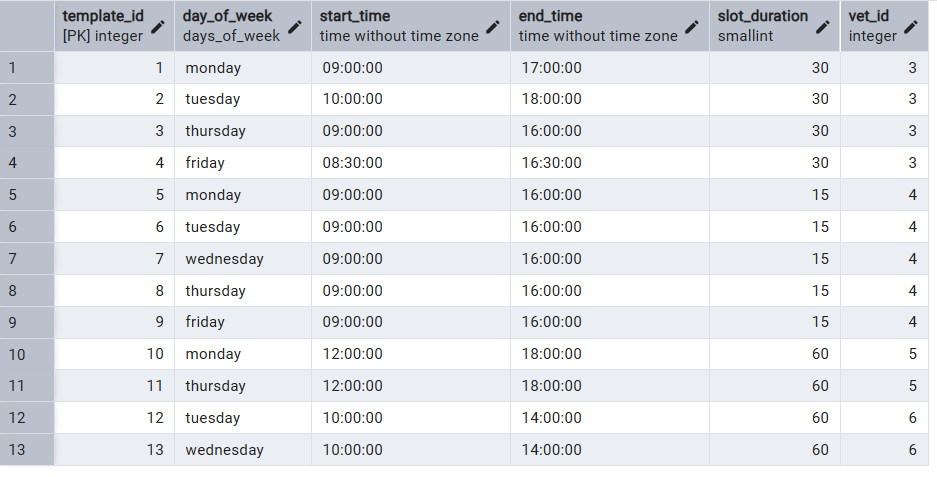 template_id day_of_week start_time end_time slot_duration vet_id
[PK] integer days_of_week time without time zone time without time zone smallint integer
1 1 monday 09:00:00 17:00:00 30 3
2 2 tuesday 10:00:00 18:00:00 30 3
3 3 thursday 09:00:00 16:00:00 30 3
4 4 friday 08:30:00 16:30:00 30 3
5 5 monday 09:00:00 16:00:00 15 4
6 6 tuesday 09:00:00 16:00:00 15 4
7 7 wednesday 09:00:00 16:00:00 15 4
8 8 thursday 09:00:00 16:00:00 15 4
9 9 friday 09:00:00 16:00:00 15 4
10 10 monday 12:00:00 18:00:00 60 5
11 11 thursday 12:00:00 18:00:00 60 5
12 12 tuesday 10:00:00 14:00:00 60 6
13 13 wednesday 10:00:00 14:00:00 60 6